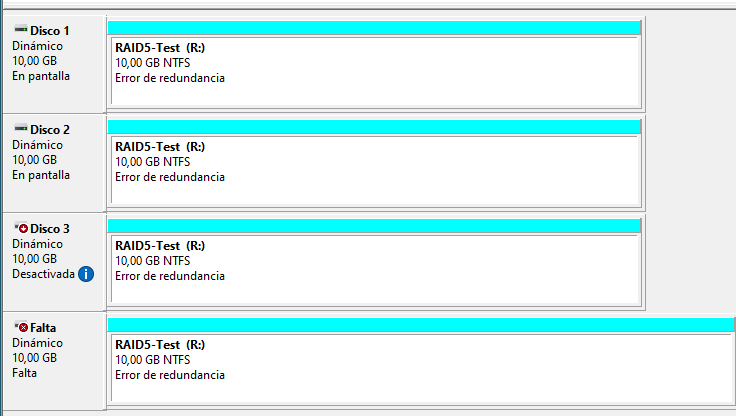 Disco 1
Dinámico
10,00 GB
En pantalla
RAID5-Test (R:)
10,00 GB NTFS
Error de redundancia
Disco 2
Dinámico
10,00 GB
En pantalla
RAID5-Test (R:)
10,00 GB NTFS
Error de redundancia
Disco 3
Dinámico
10,00 GB
Desactivada
RAID5-Test (R:)
10,00 GB NTFS
Error de redundancia
Falta
Dinámico
10,00 GB
Falta
RAID5-Test (R:)
10,00 GB NTFS
Error de redundancia